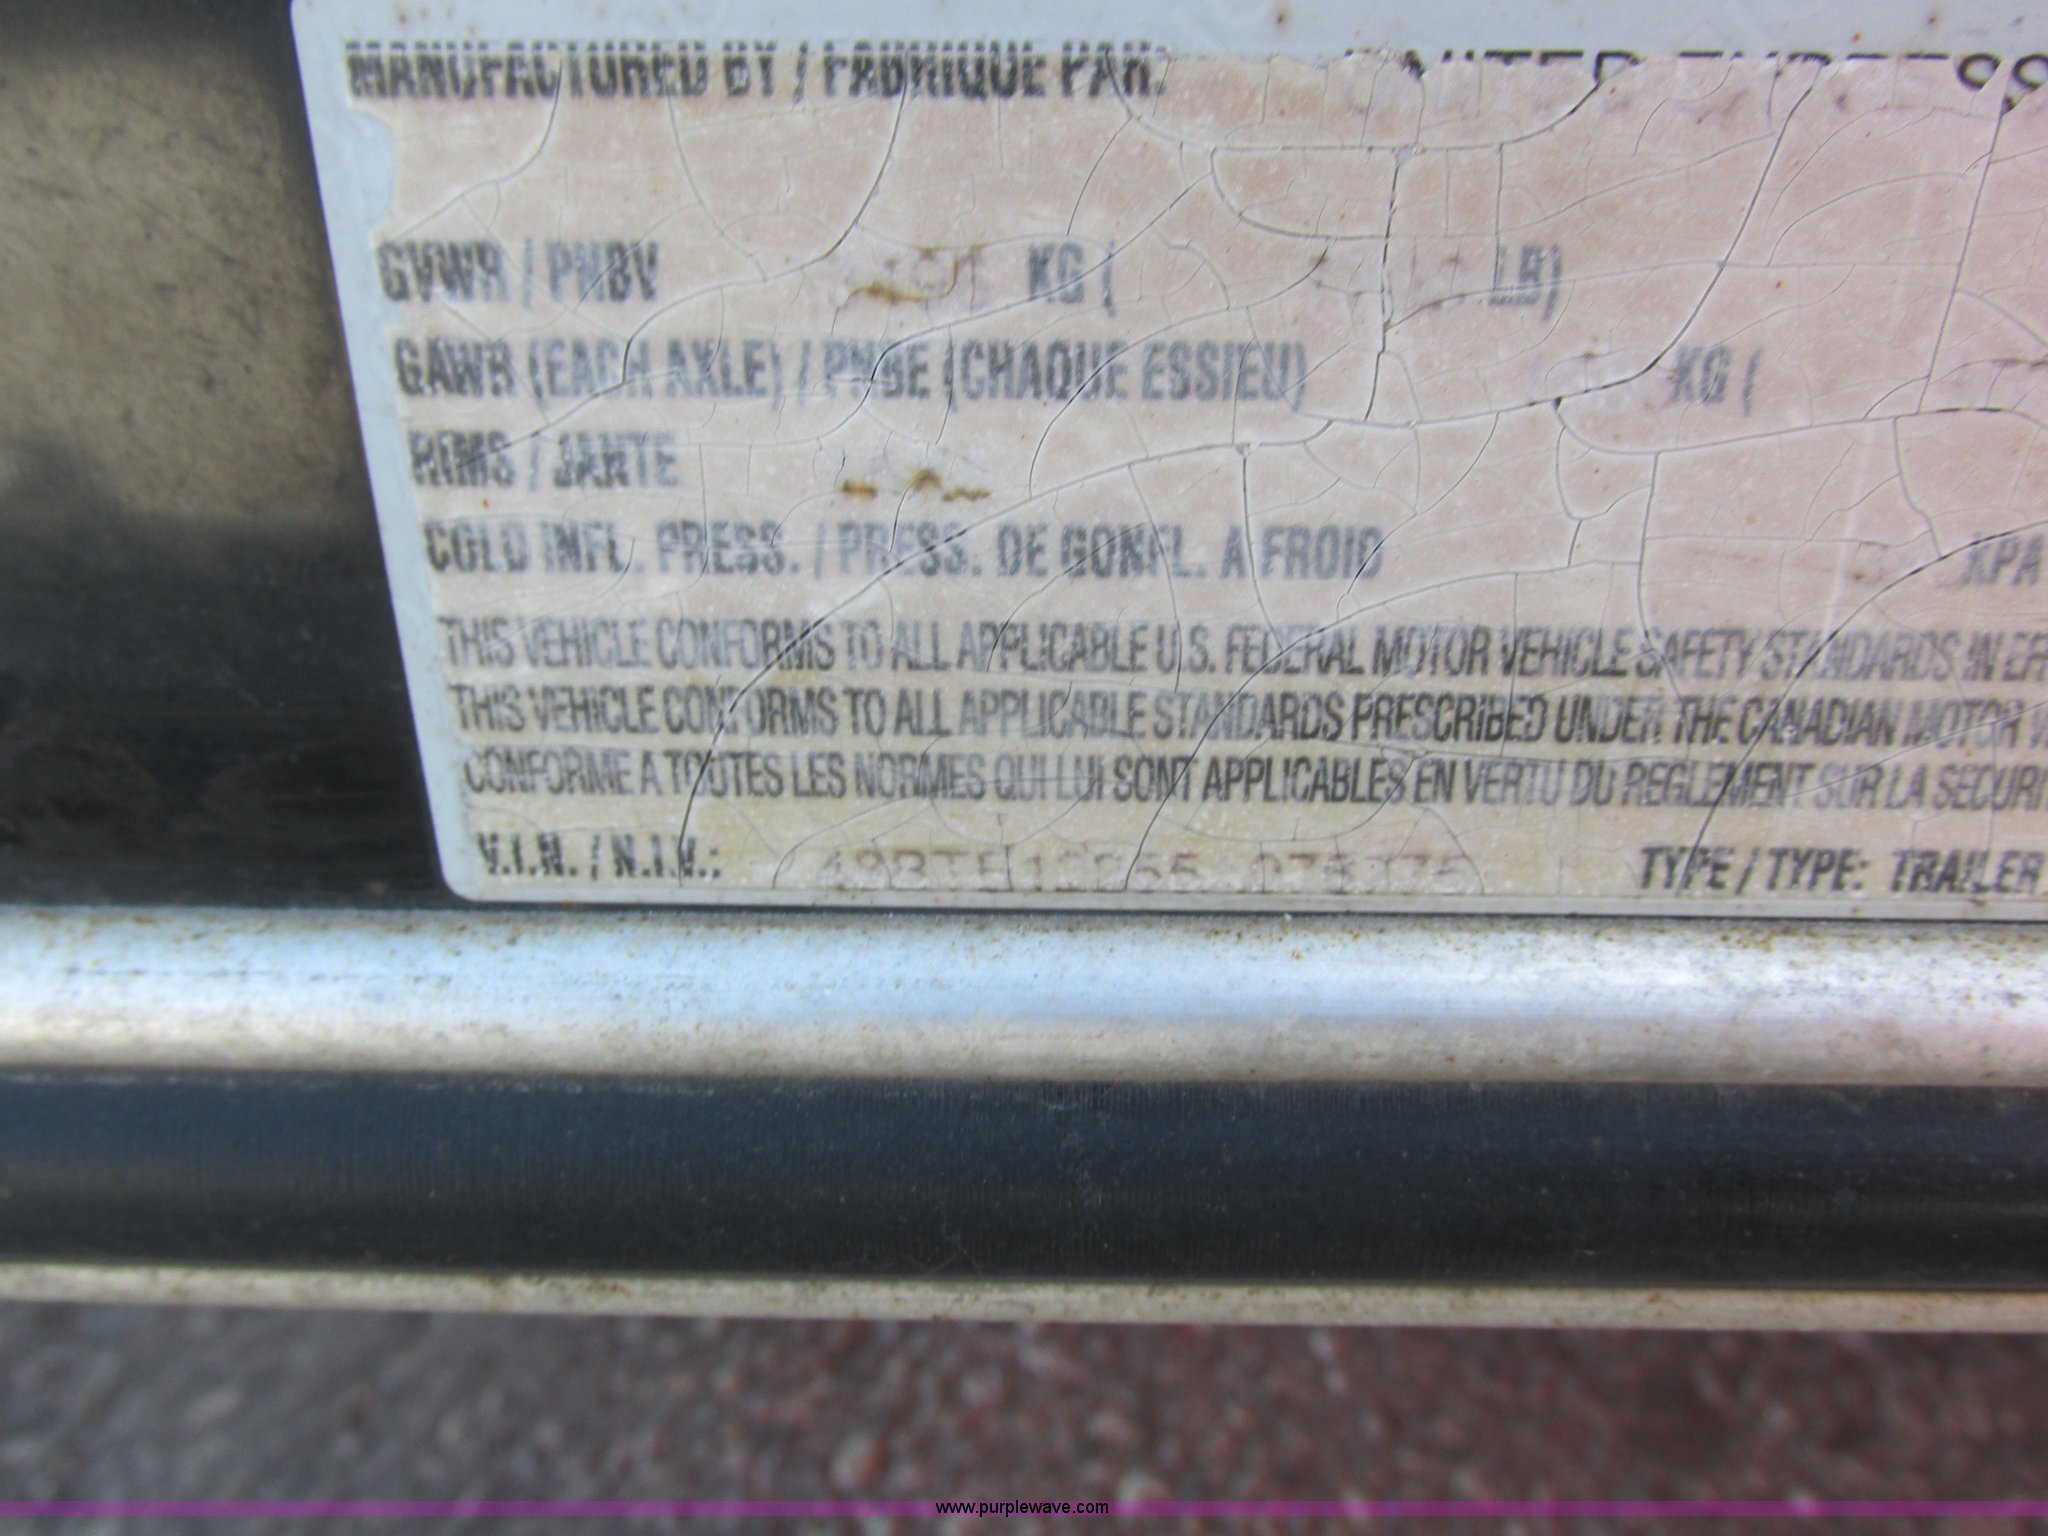 MANUFACTURED BY / FABRIQUE PAR: UNITED EXPRESS
GVWR / PNBV KG ( LB)
GAWR (EACH AXLE) / PNBE (CHAQUE ESSIEU) KG (
RIMS / JANTE
COLD INFL. PRESS. / PRESS. DE GONFL. A FROID KPA
THIS VEHICLE CONFORMS TO ALL APPLICABLE U.S. FEDERAL MOTOR VEHICLE SAFETY STANDARDS IN EFF
THIS VEHICLE CONFORMS TO ALL APPLICABLE STANDARDS PRESCRIBED UNDER THE CANADIAN MOTOR V
CONFORME A TOUTES LES NORMES QUI LUI SONT APPLICABLES EN VERTU DU REGLEMENT SUR LA SECURI
V.I.N. / N.I.V.: TYPE / TYPE: TRAILER
www.purplewave.com